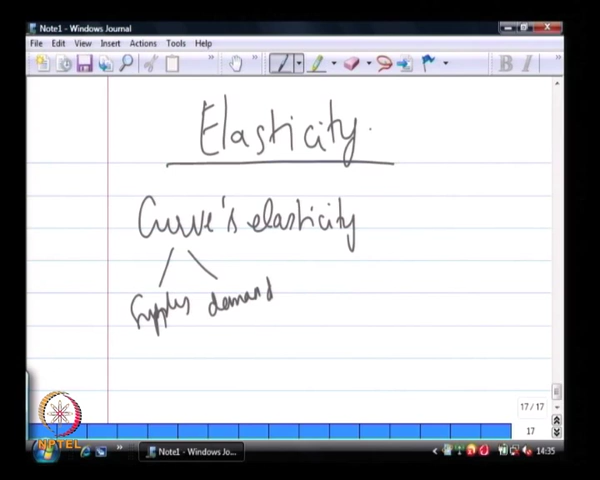 Note1 - Windows Journal
File Edit View Insert Actions Tools Help
B I
Elasticity.
Curve's elasticity
Supply demand
17/17
17
NPTEL
Note1 - Windows Jo...
14:35